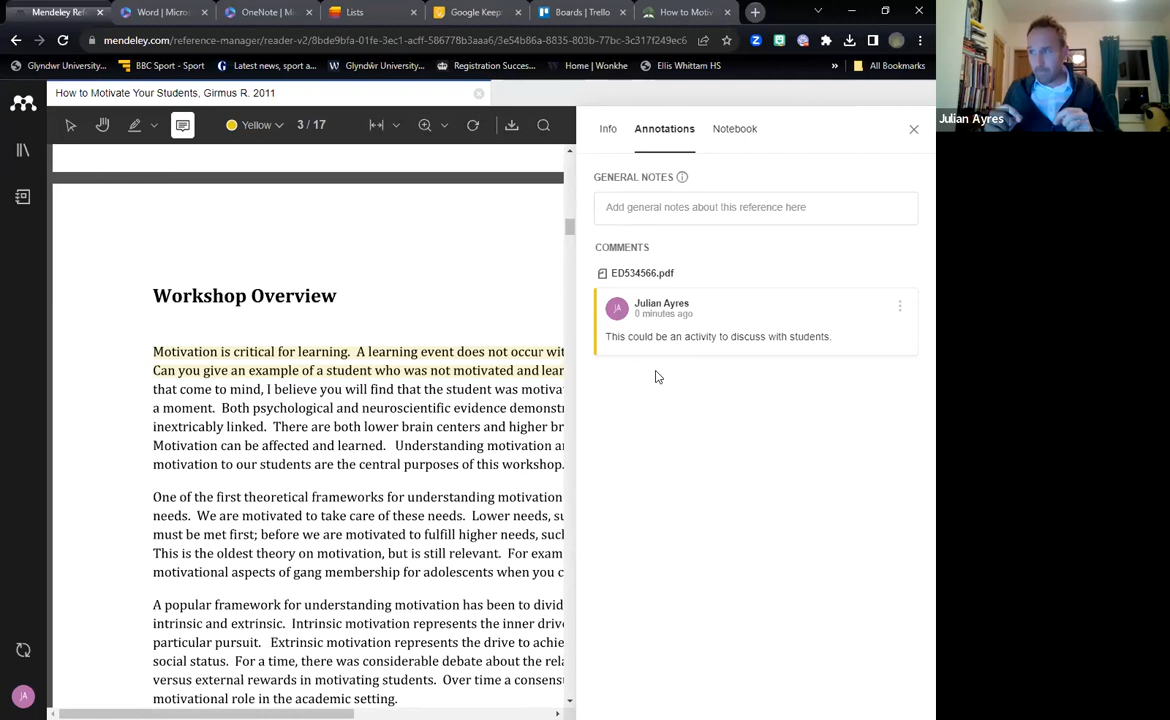 Mendeley Ref
Word | Micros
OneNote | M
Lists
Google Keep
Boards | Trello
How to Motiv
mendeley.com/reference-manager/reader-v2/8bde9bfa-01fe-3ec1-acff-586778b3aaa6/3e54b86a-8835-803b-77bc-3c317f249ec6
Glyndwr University...
BBC Sport - Sport
Latest news, sport a...
Glyndŵr University...
Registration Succes...
Home | Wonkhe
Ellis Whittam HS
»
All Bookmarks
How to Motivate Your Students, Girmus R. 2011
Yellow
3 / 17
Info
Annotations
Notebook
Workshop Overview
Motivation is critical for learning. A learning event does not occur wit
Can you give an example of a student who was not motivated and lear
that come to mind, I believe you will find that the student was motiva
a moment. Both psychological and neuroscientific evidence demonst
inextricably linked. There are both lower brain centers and higher br
Motivation can be affected and learned. Understanding motivation a
motivation to our students are the central purposes of this workshop.
One of the first theoretical frameworks for understanding motivation
needs. We are motivated to take care of these needs. Lower needs, su
must be met first; before we are motivated to fulfill higher needs, suc
This is the oldest theory on motivation, but is still relevant. For exam
motivational aspects of gang membership for adolescents when you c
A popular framework for understanding motivation has been to divid
intrinsic and extrinsic. Intrinsic motivation represents the inner drive
particular pursuit. Extrinsic motivation represents the drive to achie
social status. For a time, there was considerable debate about the rela
versus external rewards in motivating students. Over time a consens
motivational role in the academic setting.
GENERAL NOTES
Add general notes about this reference here
COMMENTS
ED534566.pdf
JA
Julian Ayres
0 minutes ago
This could be an activity to discuss with students.
JA
Julian Ayres